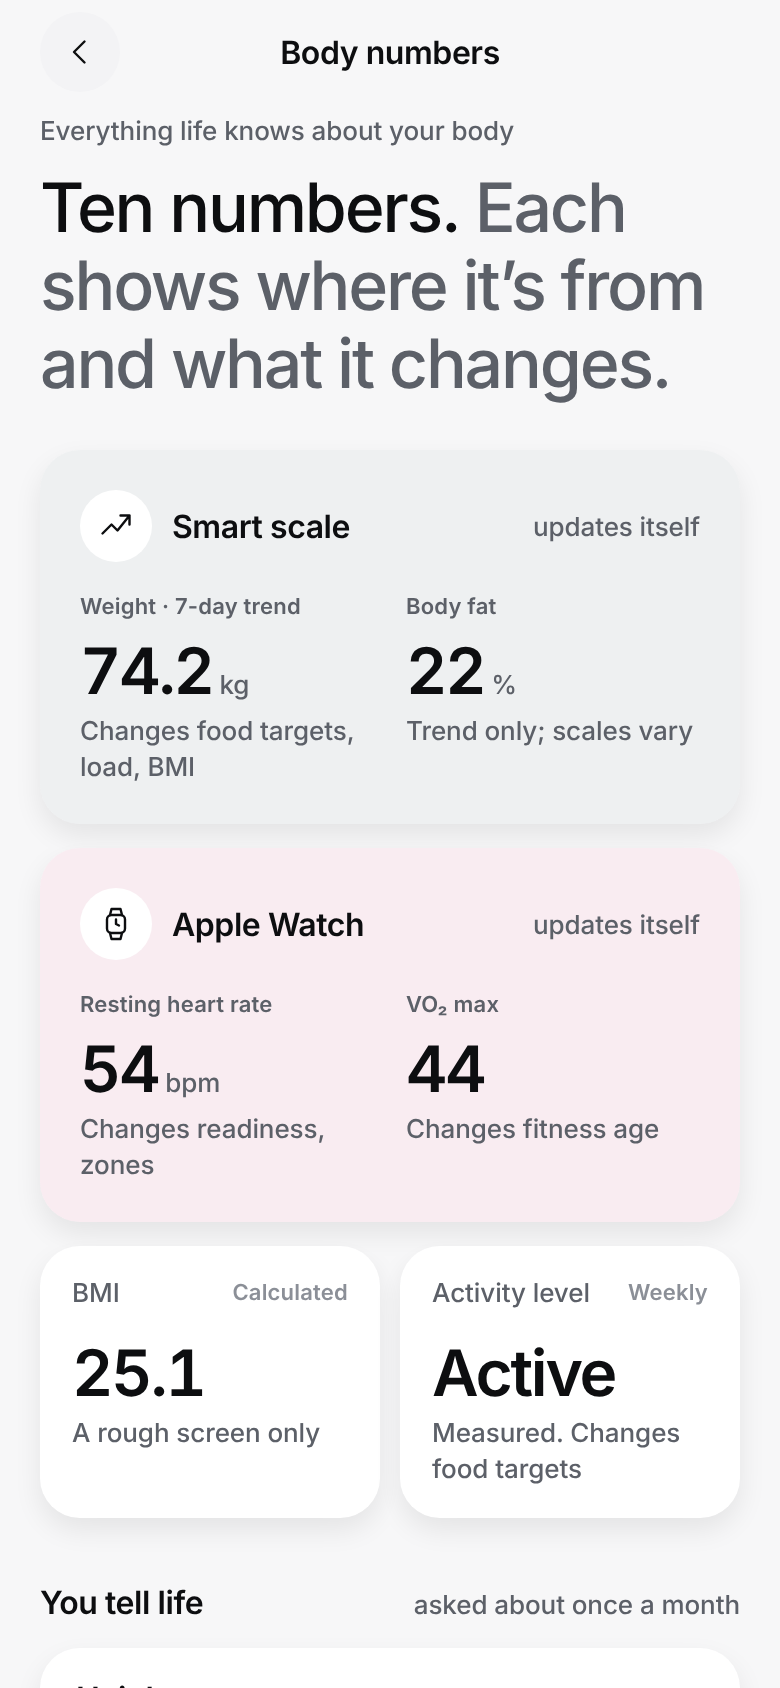 Body numbers
Everything life knows about your body
Ten numbers. Each
shows where it’s from
and what it changes.
Smart scale
updates itself
Weight · 7-day trend
74.2 kg
Changes food targets,
load, BMI
Body fat
22 %
Trend only; scales vary
Apple Watch
updates itself
Resting heart rate
54 bpm
Changes readiness,
zones
VO₂ max
44
Changes fitness age
BMI
Calculated
25.1
A rough screen only
Activity level
Weekly
Active
Measured. Changes
food targets
You tell life
asked about once a month